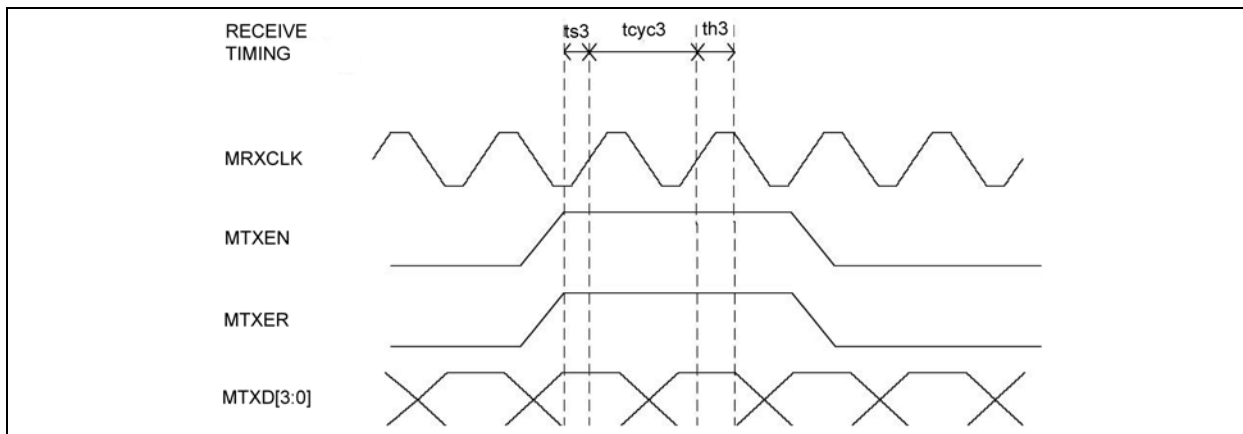 RECEIVE
TIMING
ts3
tcyc3
th3
MRXCLK
MTXEN
MTXER
MTXD[3:0]